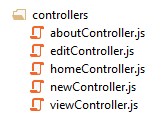 controllers
aboutController.js
editController.js
homeController.js
newController.js
viewController.js